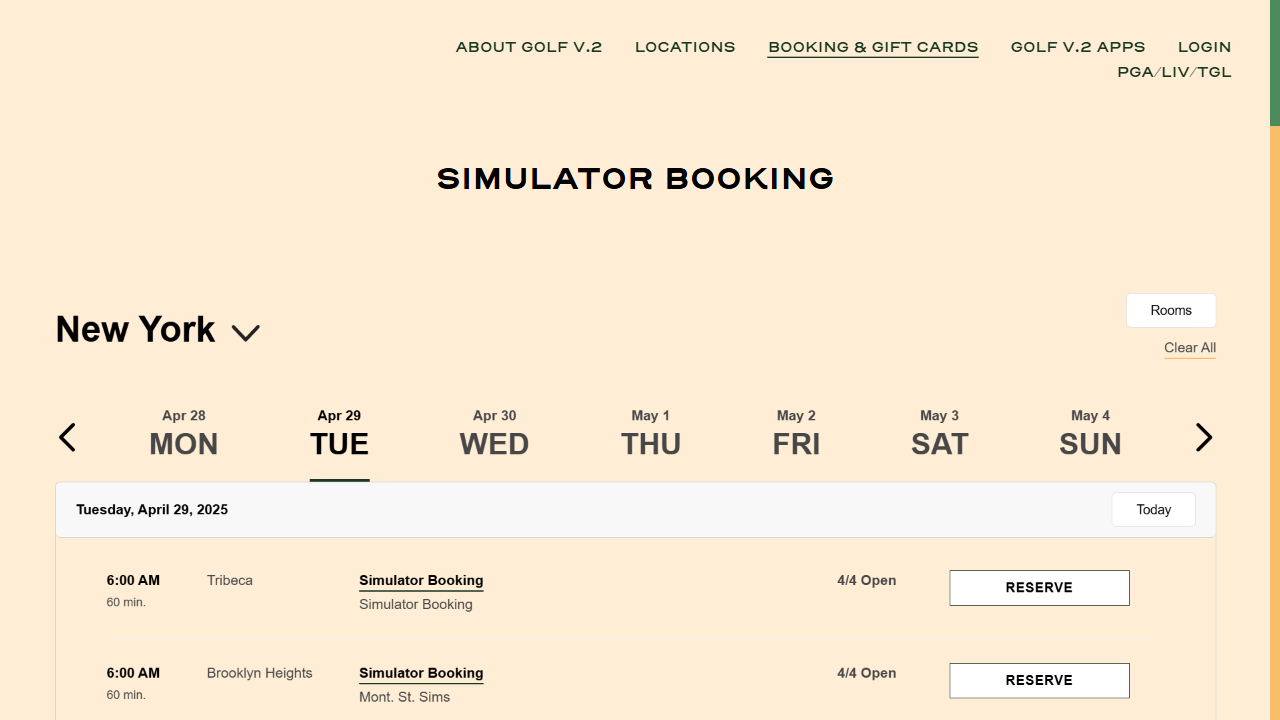 ABOUT GOLF V.2 LOCATIONS BOOKING & GIFT CARDS GOLF V.2 APPS LOGIN
PGA/LIV/TGL
SIMULATOR BOOKING
New York
Rooms
Clear All
Apr 28 Apr 29 Apr 30 May 1 May 2 May 3 May 4
MON TUE WED THU FRI SAT SUN
Tuesday, April 29, 2025 Today
6:00 AM Tribeca Simulator Booking 4/4 Open RESERVE
60 min. Simulator Booking
6:00 AM Brooklyn Heights Simulator Booking 4/4 Open RESERVE
60 min. Mont. St. Sims